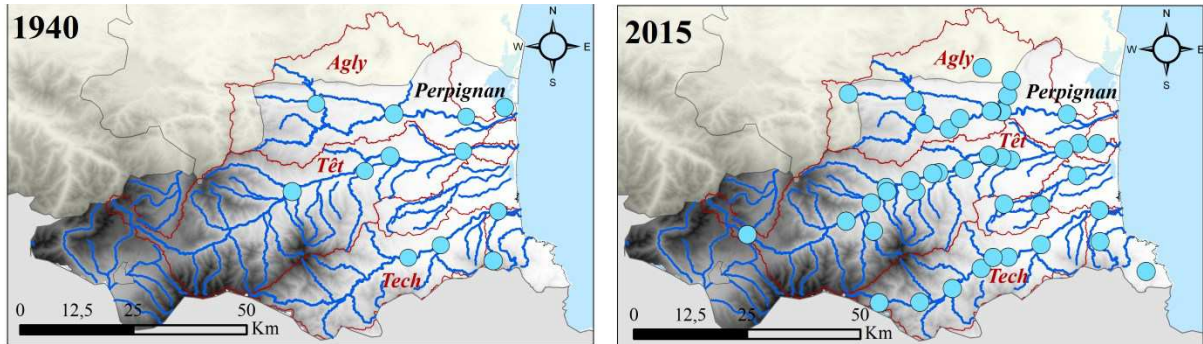 1940
N
W E
S
Agly
Perpignan
Têt
Tech
0 12,5 25 50
Km
2015
N
W E
S
Agly
Perpignan
Têt
Tech
0 12,5 25 50
Km